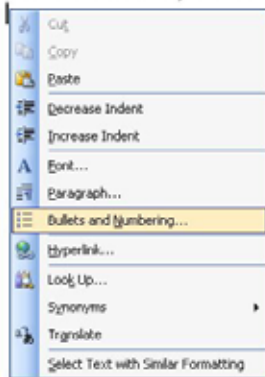 Cut
Copy
Paste
Decrease Indent
Increase Indent
Font...
Paragraph...
Bullets and Numbering...
Hyperlink...
Look Up...
Synonyms
Translate
Select Text with Similar Formatting